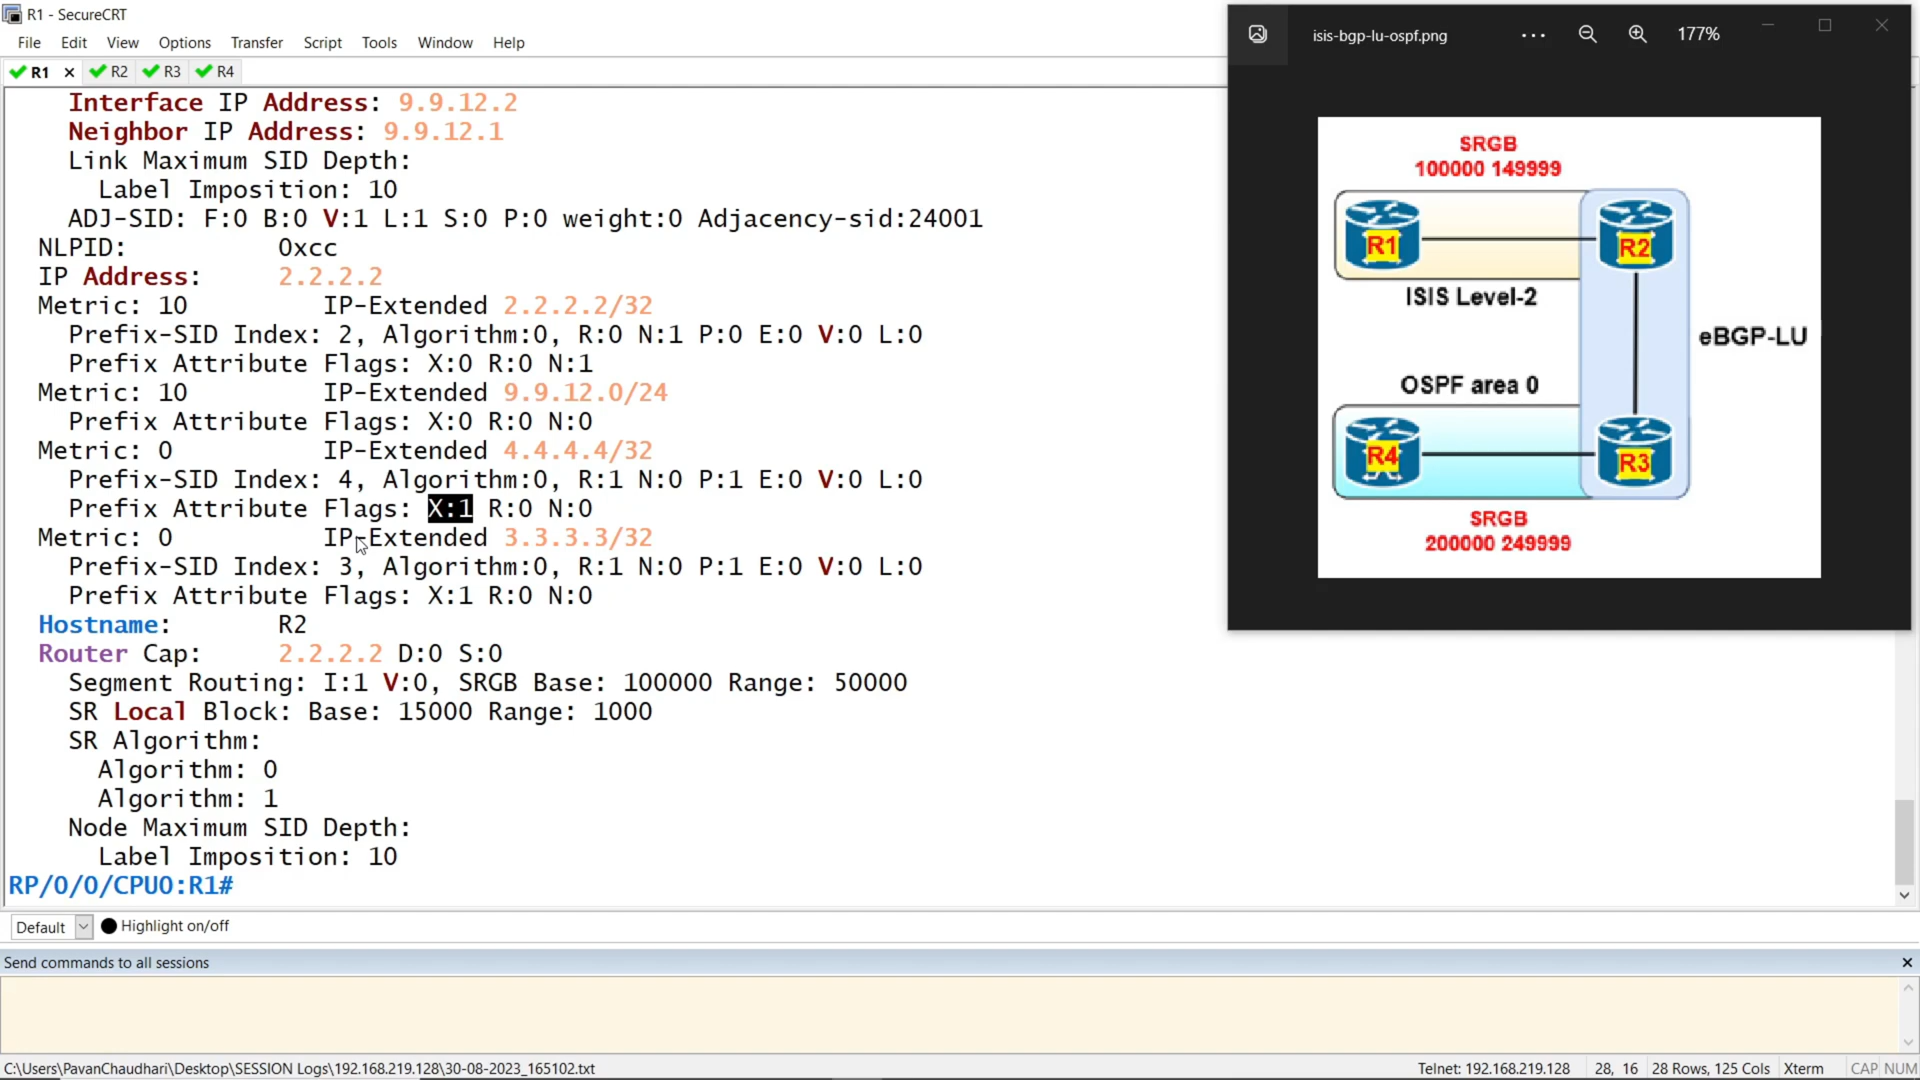 R1 - SecureCRT
File Edit View Options Transfer Script Tools Window Help
R1 × R2 R3 R4
Interface IP Address: 9.9.12.2
Neighbor IP Address: 9.9.12.1
Link Maximum SID Depth:
Label Imposition: 10
ADJ-SID: F:0 B:0 V:1 L:1 S:0 P:0 weight:0 Adjacency-sid:24001
NLPID: 0xcc
IP Address: 2.2.2.2
Metric: 10 IP-Extended 2.2.2.2/32
Prefix-SID Index: 2, Algorithm:0, R:0 N:1 P:0 E:0 V:0 L:0
Prefix Attribute Flags: X:0 R:0 N:1
Metric: 10 IP-Extended 9.9.12.0/24
Prefix Attribute Flags: X:0 R:0 N:0
Metric: 0 IP-Extended 4.4.4.4/32
Prefix-SID Index: 4, Algorithm:0, R:1 N:0 P:1 E:0 V:0 L:0
Prefix Attribute Flags: X:1 R:0 N:0
Metric: 0 IP-Extended 3.3.3.3/32
Prefix-SID Index: 3, Algorithm:0, R:1 N:0 P:1 E:0 V:0 L:0
Prefix Attribute Flags: X:1 R:0 N:0
Hostname: R2
Router Cap: 2.2.2.2 D:0 S:0
Segment Routing: I:1 V:0, SRGB Base: 100000 Range: 50000
SR Local Block: Base: 15000 Range: 1000
SR Algorithm:
Algorithm: 0
Algorithm: 1
Node Maximum SID Depth:
Label Imposition: 10
RP/0/0/CPU0:R1#
isis-bgp-lu-ospf.png ... 177%
SRGB
100000 149999
R1 R2
ISIS Level-2
eBGP-LU
OSPF area 0
R4 R3
SRGB
200000 249999
Default Highlight on/off
Send commands to all sessions
C:\Users\PavanChaudhari\Desktop\SESSION Logs\192.168.219.128\30-08-2023_165102.txt Telnet: 192.168.219.128 28, 16 28 Rows, 125 Cols Xterm CAP NUM